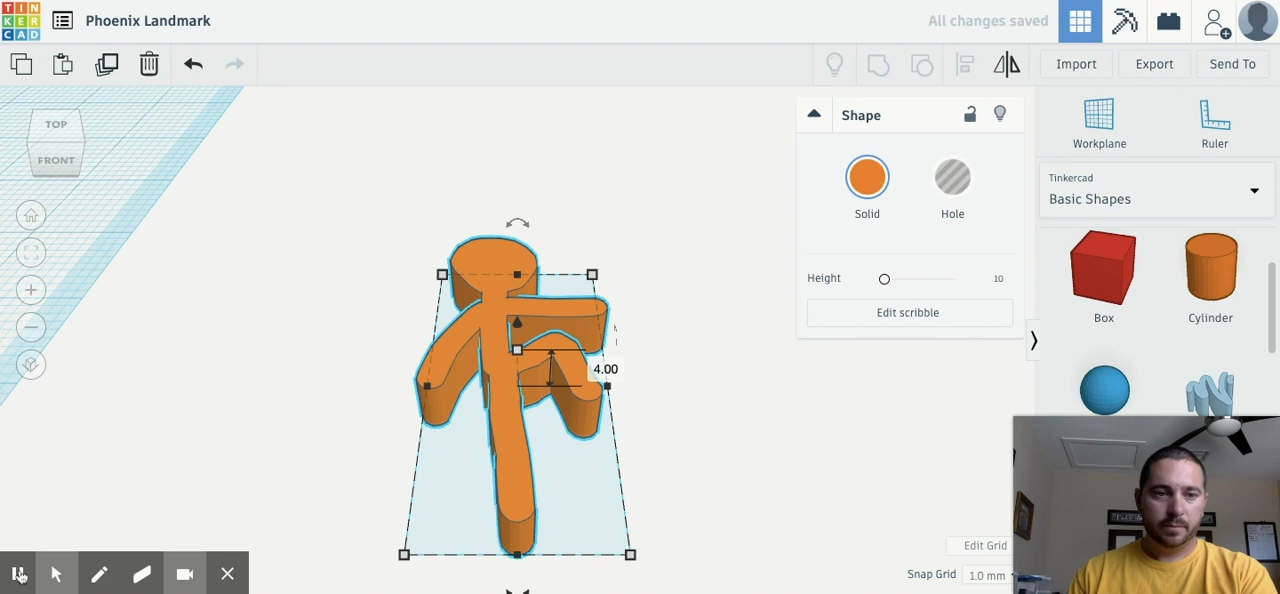 TIN
KER
CAD
Phoenix Landmark
All changes saved
Import
Export
Send To
TOP
FRONT
Shape
Solid
Hole
Height
10
Edit scribble
Workplane
Ruler
Tinkercad
Basic Shapes
Box
Cylinder
4.00
Edit Grid
Snap Grid
1.0 mm